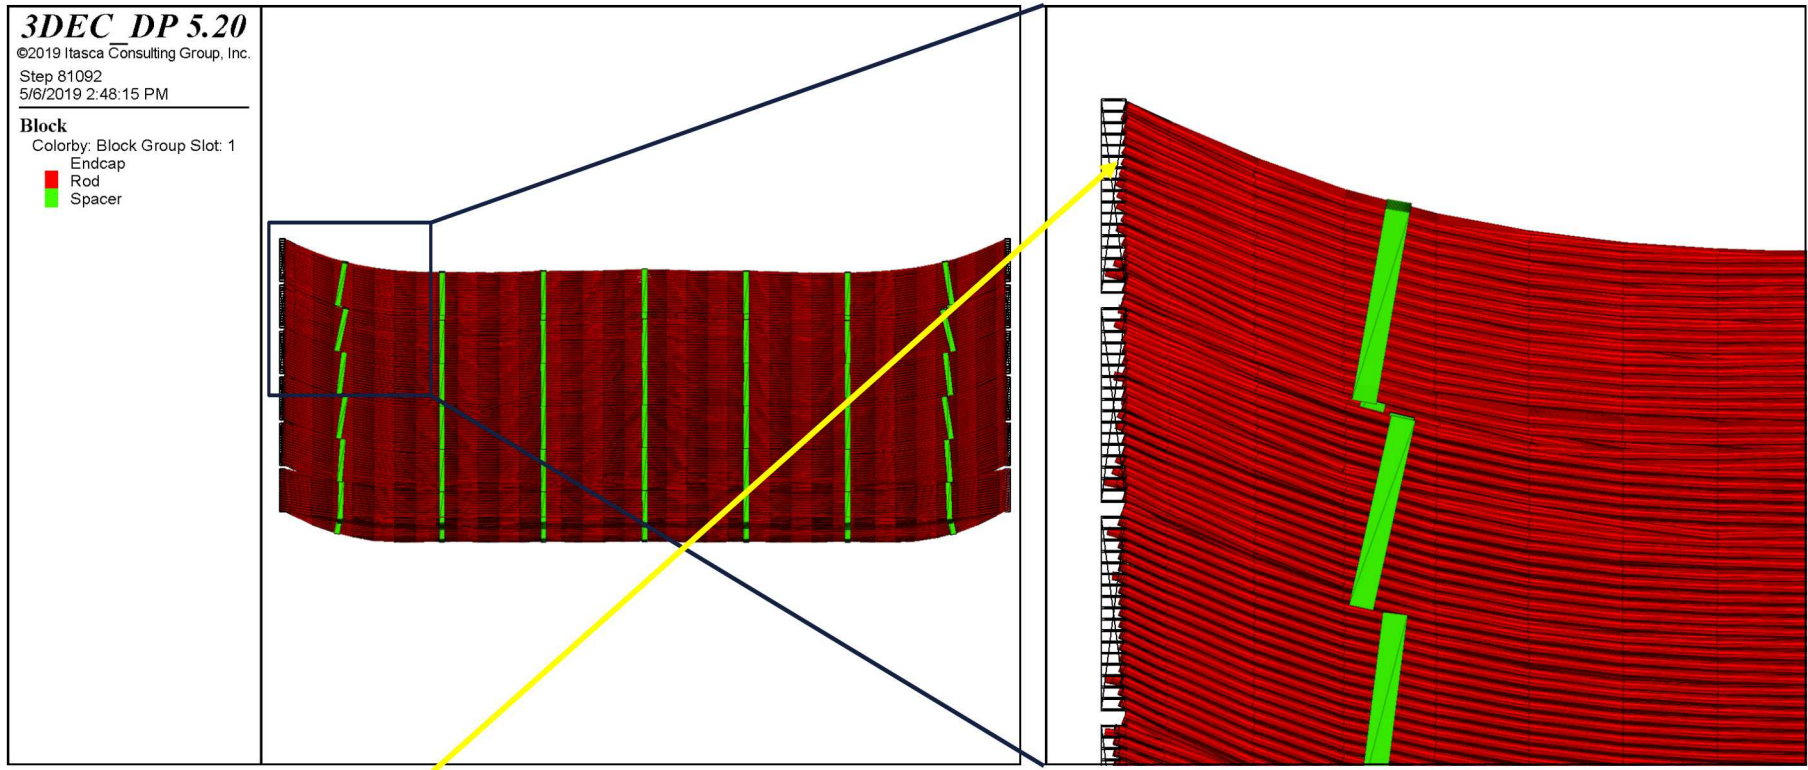 3DEC_DP 5.20
©2019 Itasca Consulting Group, Inc.
Step 81092
5/6/2019 2:48:15 PM
Block
Colorby: Block Group Slot: 1
Endcap
Rod
Spacer